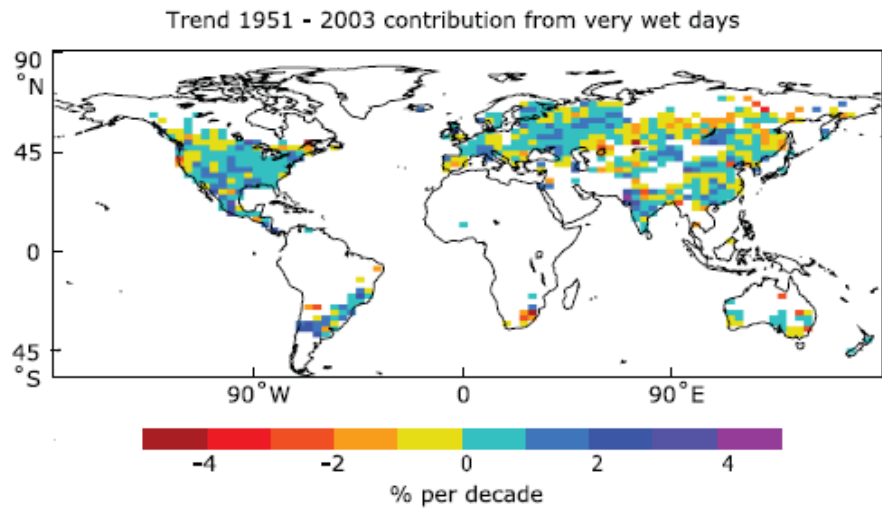 Trend 1951 - 2003 contribution from very wet days
90
°N
45
0
45
°S
90°W 0 90°E
−4 −2 0 2 4
% per decade